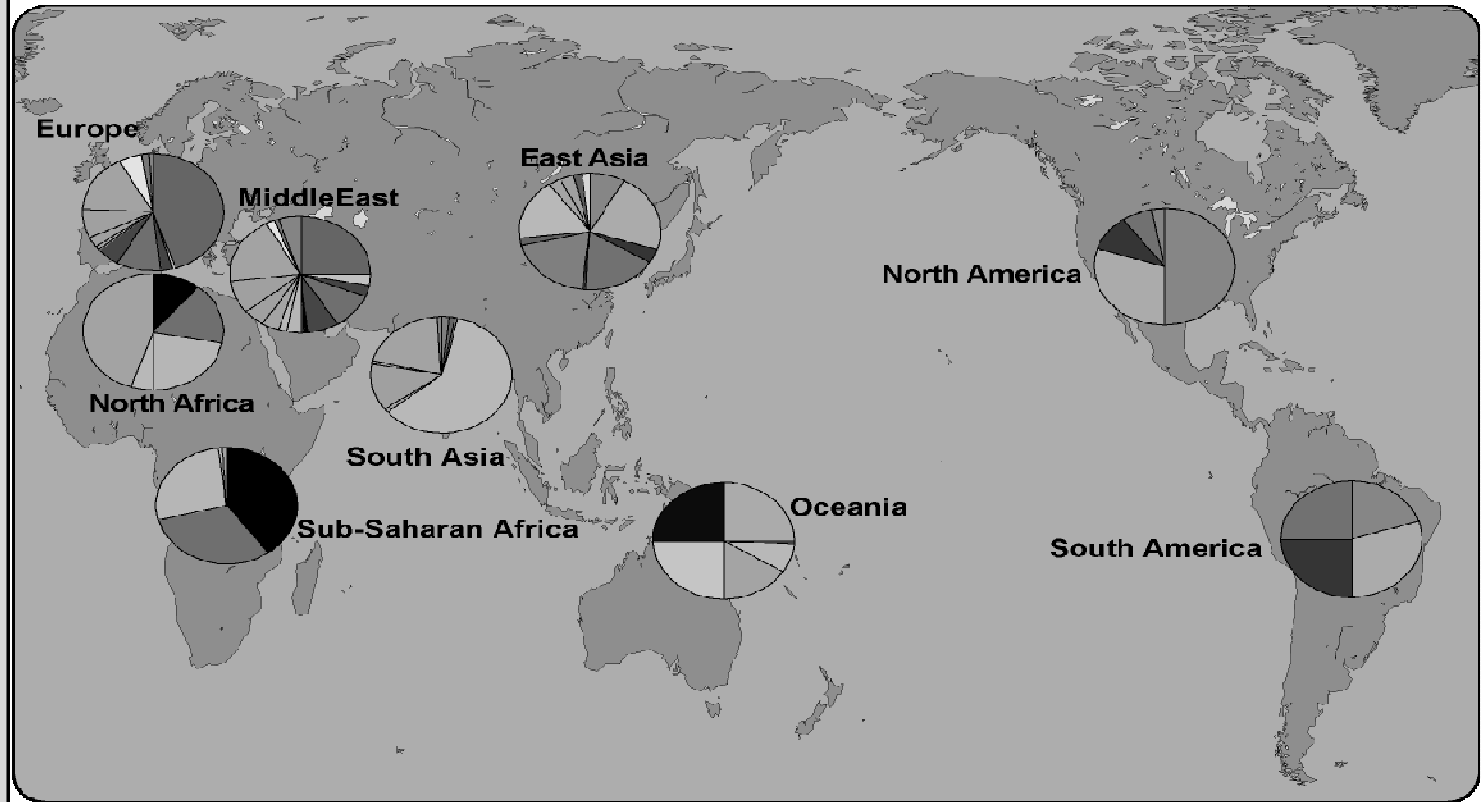 Europe
East Asia
MiddleEast
North America
North Africa
South Asia
Oceania
Sub-Saharan Africa
South America